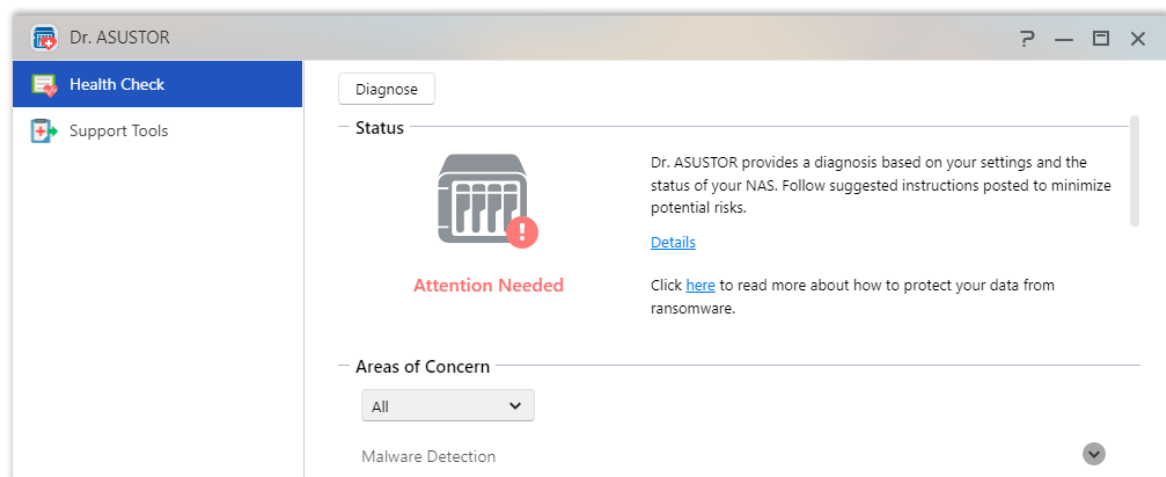 Dr. ASUSTOR
Health Check
Support Tools
Diagnose
Status
Attention Needed
Dr. ASUSTOR provides a diagnosis based on your settings and the
status of your NAS. Follow suggested instructions posted to minimize
potential risks.
Details
Click here to read more about how to protect your data from
ransomware.
Areas of Concern
All
Malware Detection